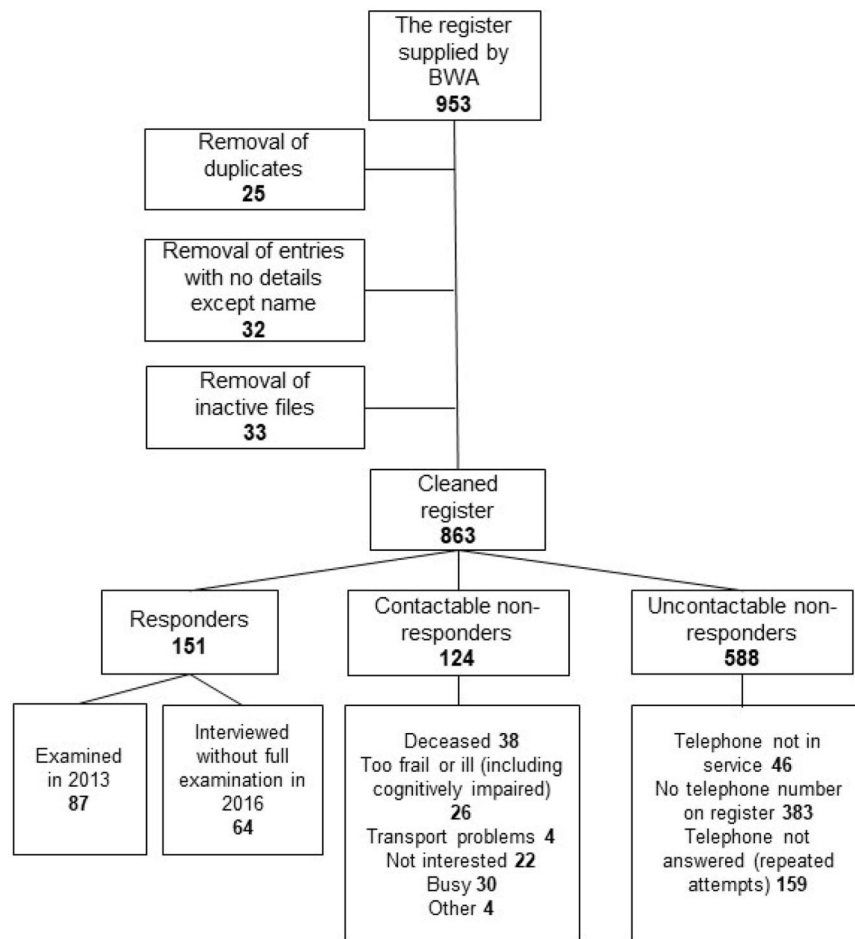 The register
supplied by
BWA
953
Removal of
duplicates
25
Removal of entries
with no details
except name
32
Removal of
inactive files
33
Cleaned
register
863
Responders
151
Contactable non-
responders
124
Uncontactable non-
responders
588
Examined
in 2013
87
Interviewed
without full
examination in
2016
64
Deceased 38
Too frail or ill (including
cognitively impaired)
26
Transport problems 4
Not interested 22
Busy 30
Other 4
Telephone not in
service 46
No telephone number
on register 383
Telephone not
answered (repeated
attempts) 159